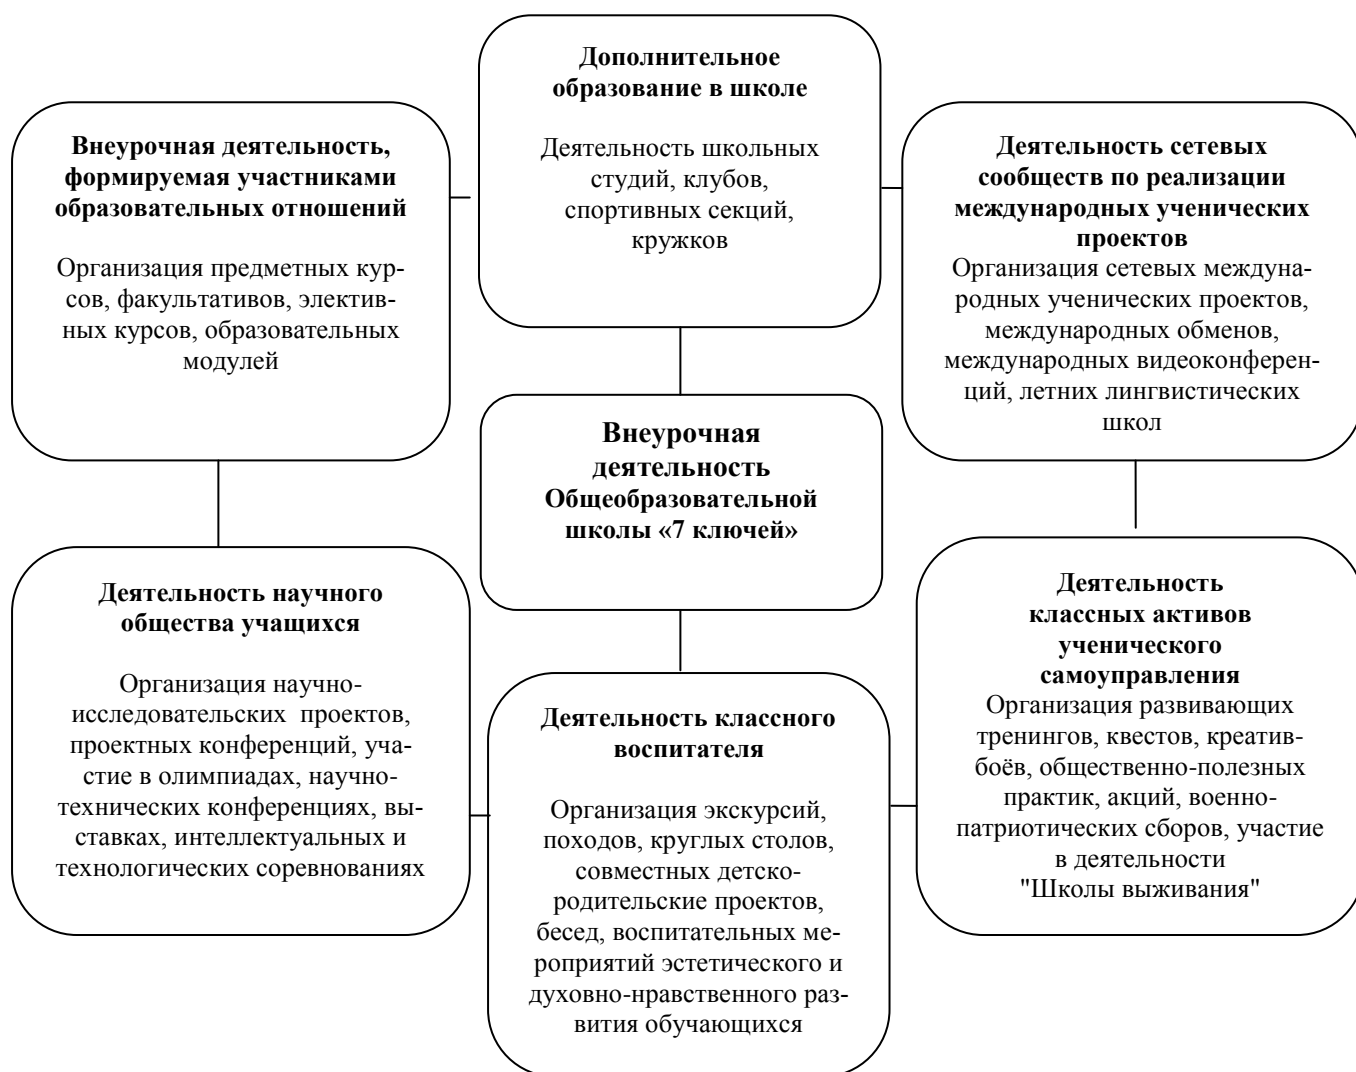 Дополнительное
образование в школе
Деятельность школьных
студий, клубов,
спортивных секций,
кружков
Внеурочная деятельность,
формируемая участниками
образовательных отношений
Организация предметных кур-
сов, факультативов, электив-
ных курсов, образовательных
модулей
Деятельность сетевых
сообществ по реализации
международных ученических
проектов
Организация сетевых междуна-
родных ученических проектов,
международных обменов,
международных видеоконферен-
ций, летних лингвистических
школ
Внеурочная
деятельность
Общеобразовательной
школы «7 ключей»
Деятельность научного
общества учащихся
Организация научно-
исследовательских  проектов,
проектных конференций, уча-
стие в олимпиадах, научно-
технических конференциях, вы-
ставках, интеллектуальных и
технологических соревнованиях
Деятельность классного
воспитателя
Организация экскурсий,
походов, круглых столов,
совместных детско-
родительские проектов,
бесед, воспитательных ме-
роприятий эстетического и
духовно-нравственного раз-
вития обучающихся
Деятельность
классных активов
ученического
самоуправления
Организация развивающих
тренингов, квестов, креатив-
боёв, общественно-полезных
практик, акций, военно-
патриотических сборов, участие
в деятельности
"Школы выживания"